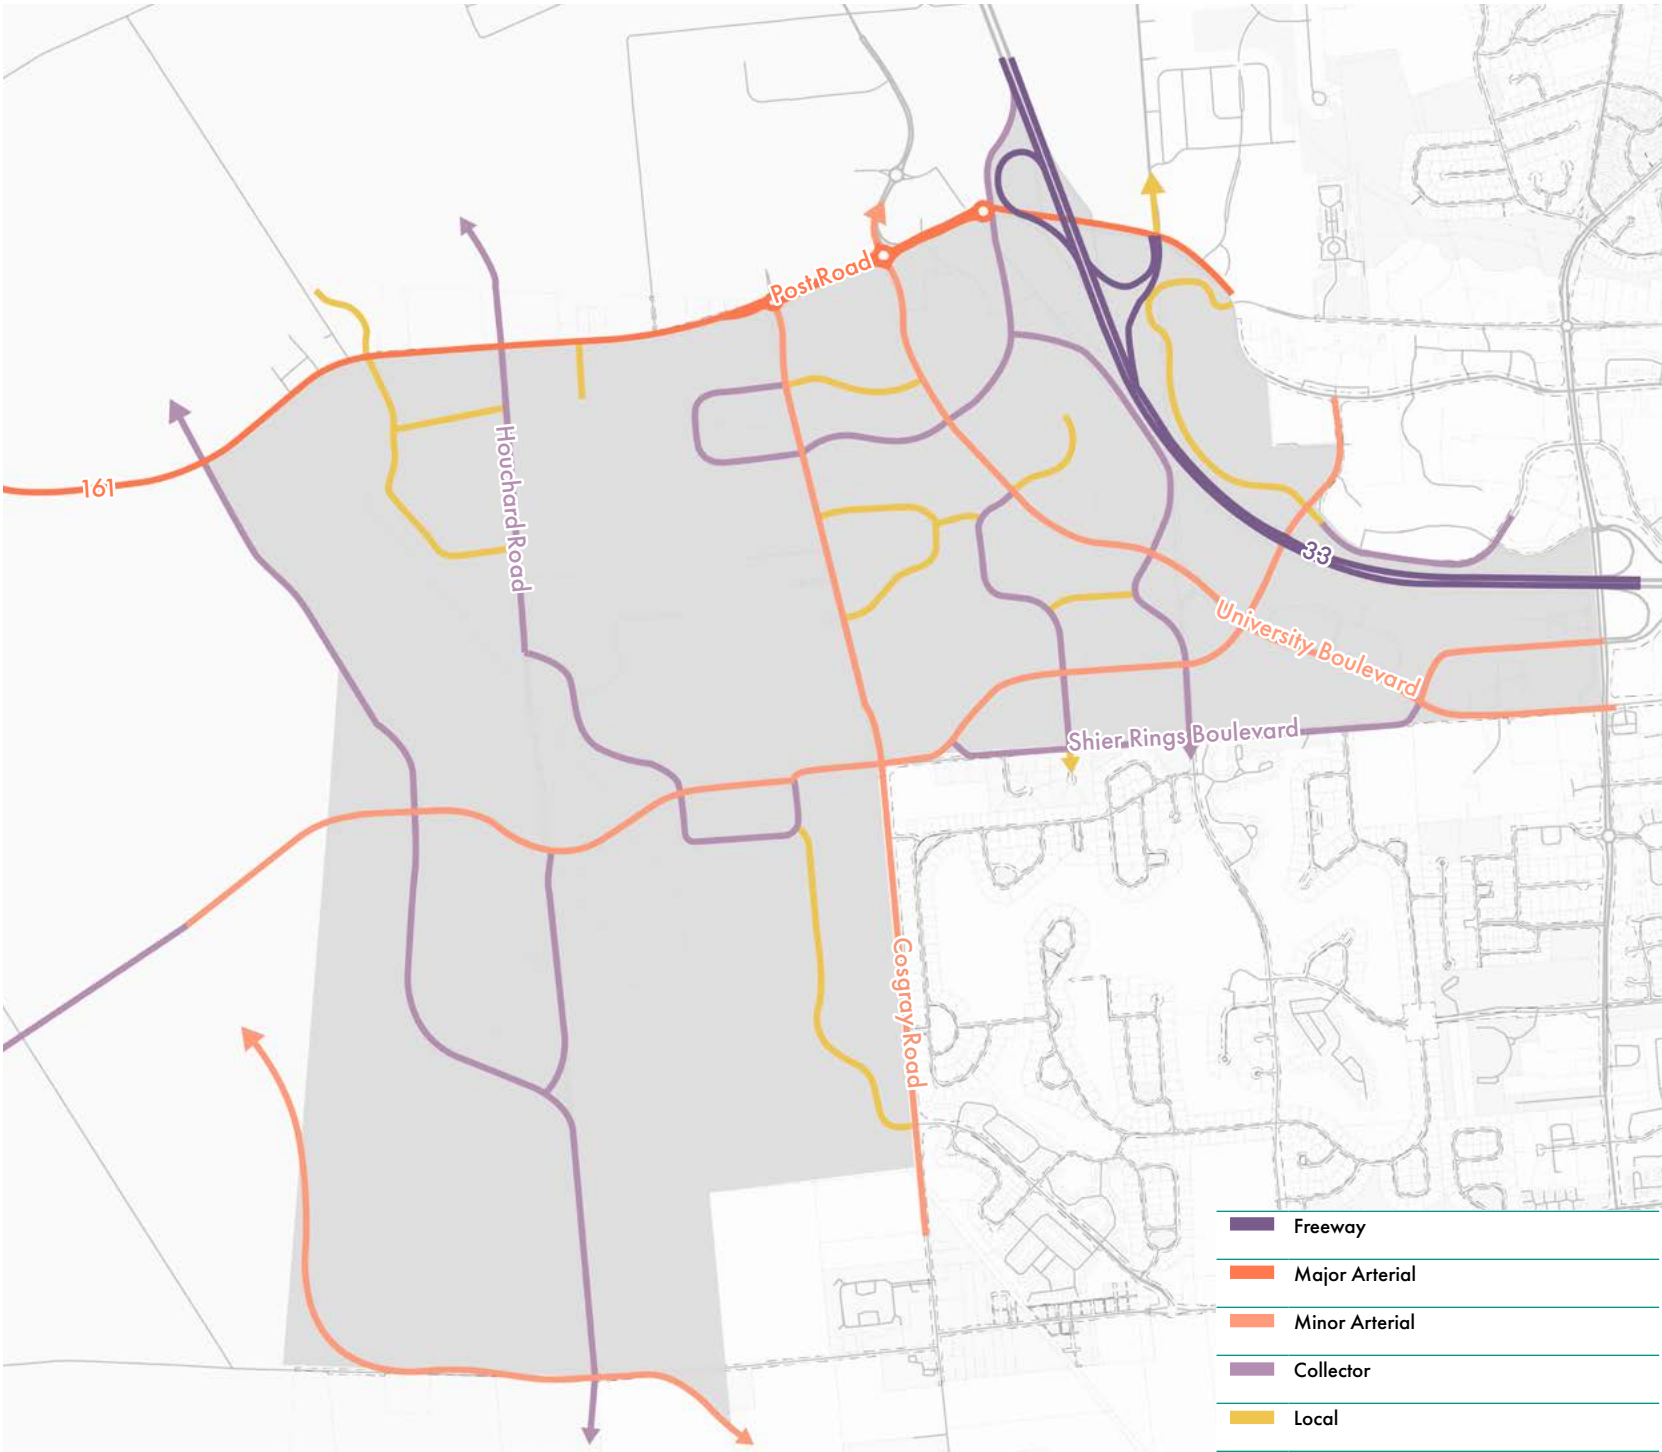 Post Road
161
Houchard Road
33
University Boulevard
Shier Rings Boulevard
Cosgray Road
Freeway
Major Arterial
Minor Arterial
Collector
Local